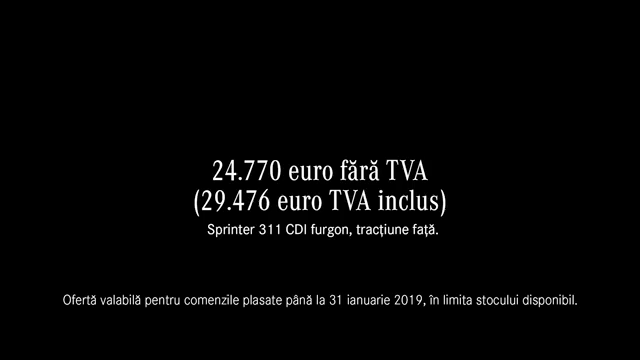 24.770 euro fără TVA
(29.476 euro TVA inclus)
Sprinter 311 CDI furgon, tracțiune față.
Ofertă valabilă pentru comenzile plasate până la 31 ianuarie 2019, în limita stocului disponibil.